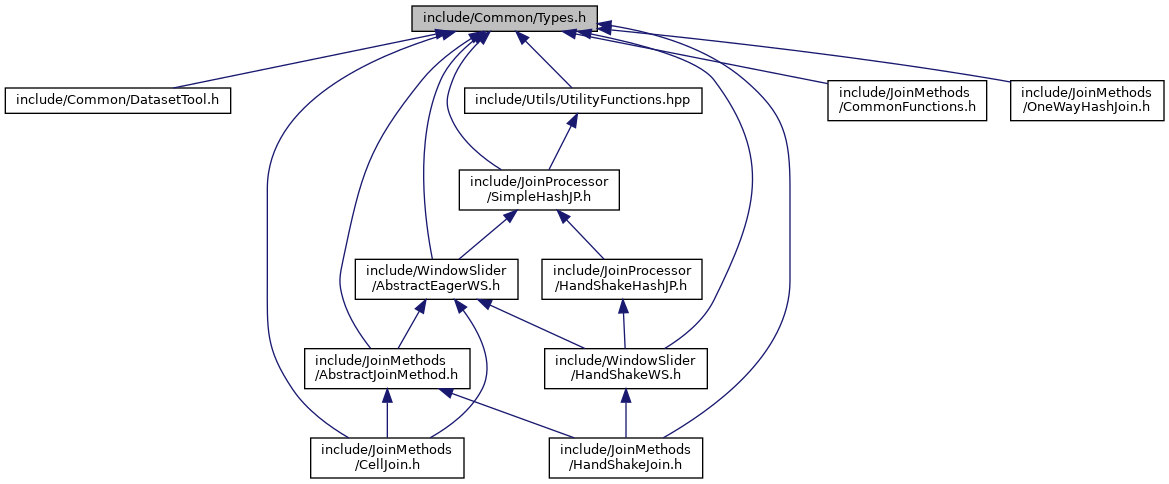 include/Common/Types.h
include/Common/DatasetTool.h
include/Utils/UtilityFunctions.hpp
include/JoinMethods
/CommonFunctions.h
include/JoinMethods
/OneWayHashJoin.h
include/JoinProcessor
/SimpleHashJP.h
include/WindowSlider
/AbstractEagerWS.h
include/JoinProcessor
/HandShakeHashJP.h
include/JoinMethods
/AbstractJoinMethod.h
include/WindowSlider
/HandShakeWS.h
include/JoinMethods
/CellJoin.h
include/JoinMethods
/HandShakeJoin.h